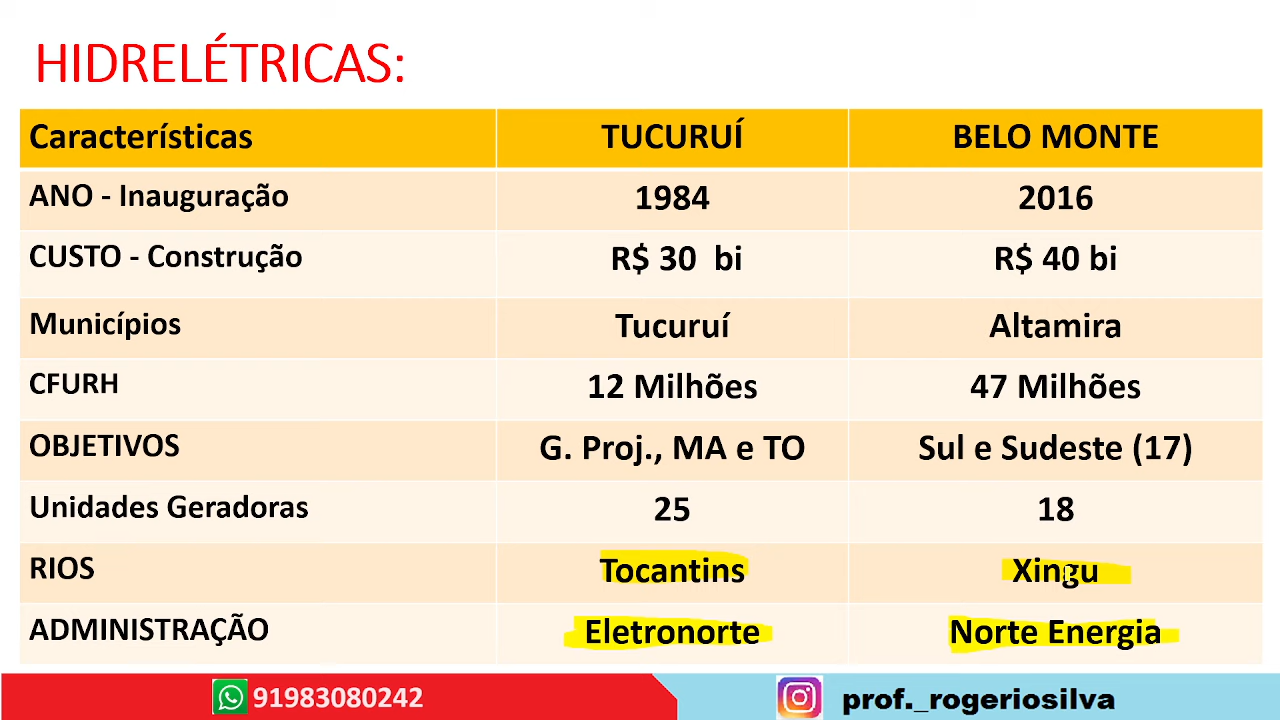 HIDRELÉTRICAS:
Características TUCURUÍ BELO MONTE
ANO - Inauguração 1984 2016
CUSTO - Construção R$ 30 bi R$ 40 bi
Municípios Tucuruí Altamira
CFURH 12 Milhões 47 Milhões
OBJETIVOS G. Proj., MA e TO Sul e Sudeste (17)
Unidades Geradoras 25 18
RIOS Tocantins Xingu
ADMINISTRAÇÃO Eletronorte Norte Energia
91983080242 prof._rogeriosilva